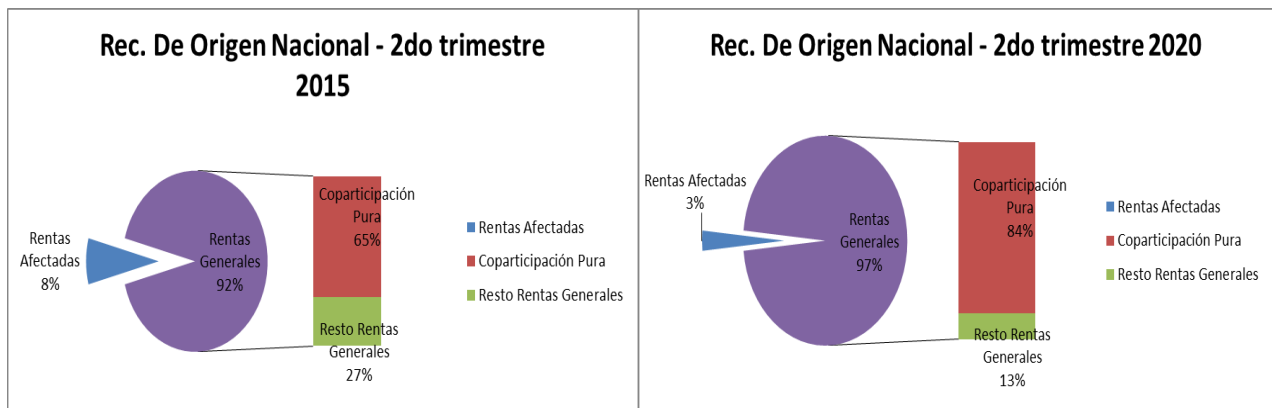 Rec. De Origen Nacional - 2do trimestre
2015
Rentas
Afectadas
8%
Rentas
Generales
92%
Coparticipación
Pura
65%
Resto Rentas
Generales
27%
Rentas Afectadas
Coparticipación Pura
Resto Rentas Generales
Rec. De Origen Nacional - 2do trimestre 2020
Rentas Afectadas
3%
Rentas
Generales
97%
Coparticipación
Pura
84%
Resto Rentas
Generales
13%
Rentas Afectadas
Coparticipación Pura
Resto Rentas Generales